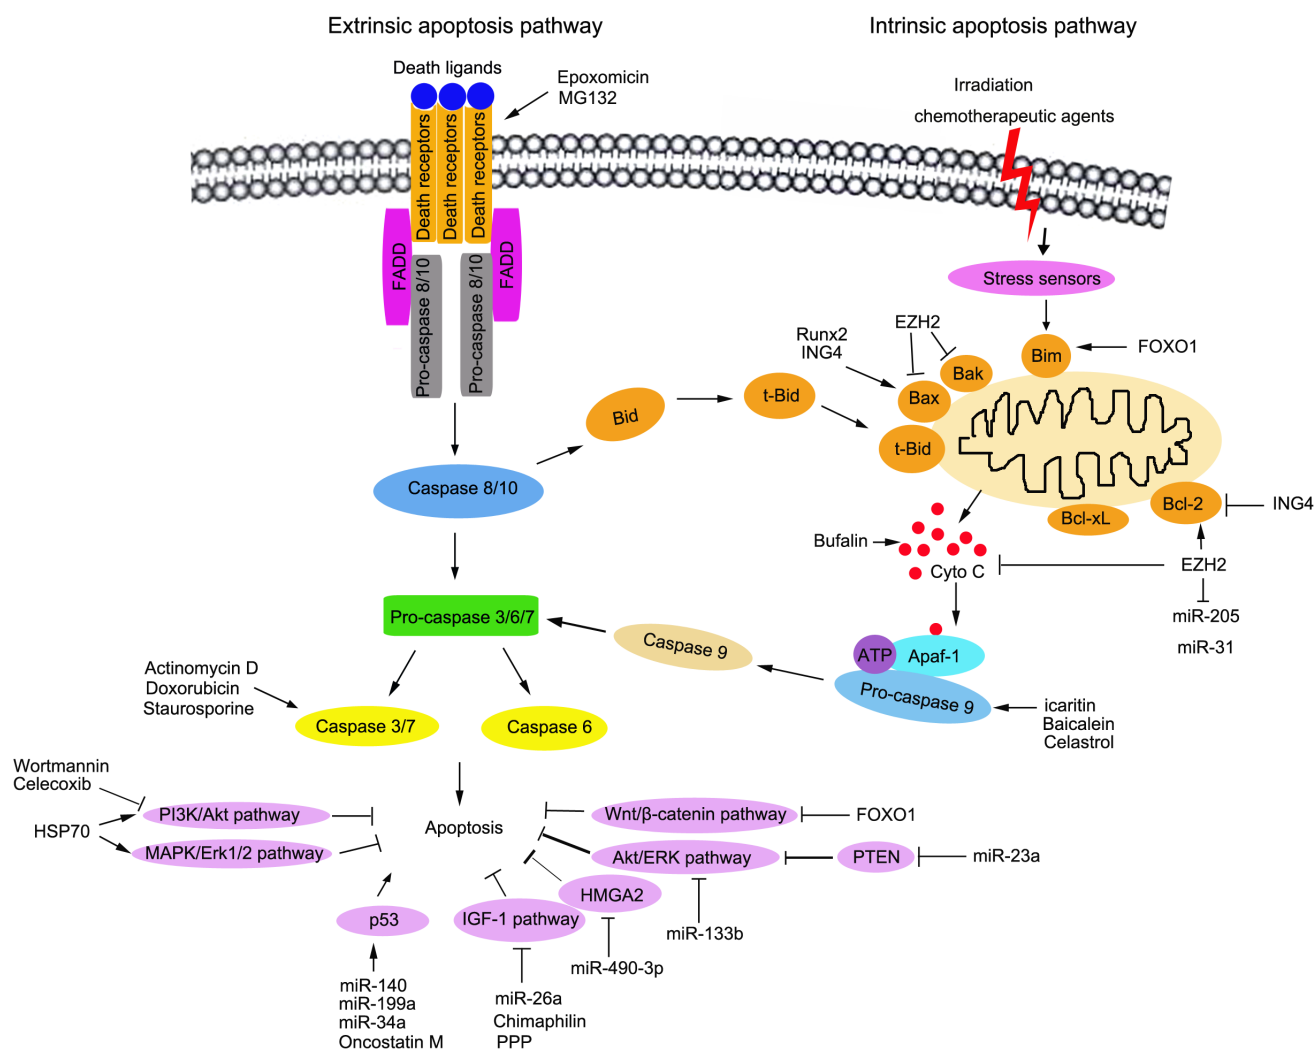 Extrinsic apoptosis pathway
Intrinsic apoptosis pathway
Death ligands
Epoxomicin
MG132
Irradiation
chemotherapeutic agents
Death receptors
Death receptors
Death receptors
FADD
FADD
Pro-caspase 8/10
Pro-caspase 8/10
Stress sensors
EZH2
Runx2
ING4
Bim
FOXO1
Bak
Bax
t-Bid
Bid
t-Bid
Caspase 8/10
Bcl-2
ING4
Bcl-xL
Bufalin
Cyto C
EZH2
miR-205
miR-31
Pro-caspase 3/6/7
Caspase 9
ATP
Apaf-1
Pro-caspase 9
icaritin
Baicalein
Celastrol
Actinomycin D
Doxorubicin
Staurosporine
Caspase 3/7
Caspase 6
Wortmannin
Celecoxib
PI3K/Akt pathway
HSP70
MAPK/Erk1/2 pathway
Apoptosis
Wnt/β-catenin pathway
FOXO1
Akt/ERK pathway
PTEN
miR-23a
HMGA2
p53
IGF-1 pathway
miR-133b
miR-490-3p
miR-140
miR-199a
miR-34a
Oncostatin M
miR-26a
Chimaphilin
PPP